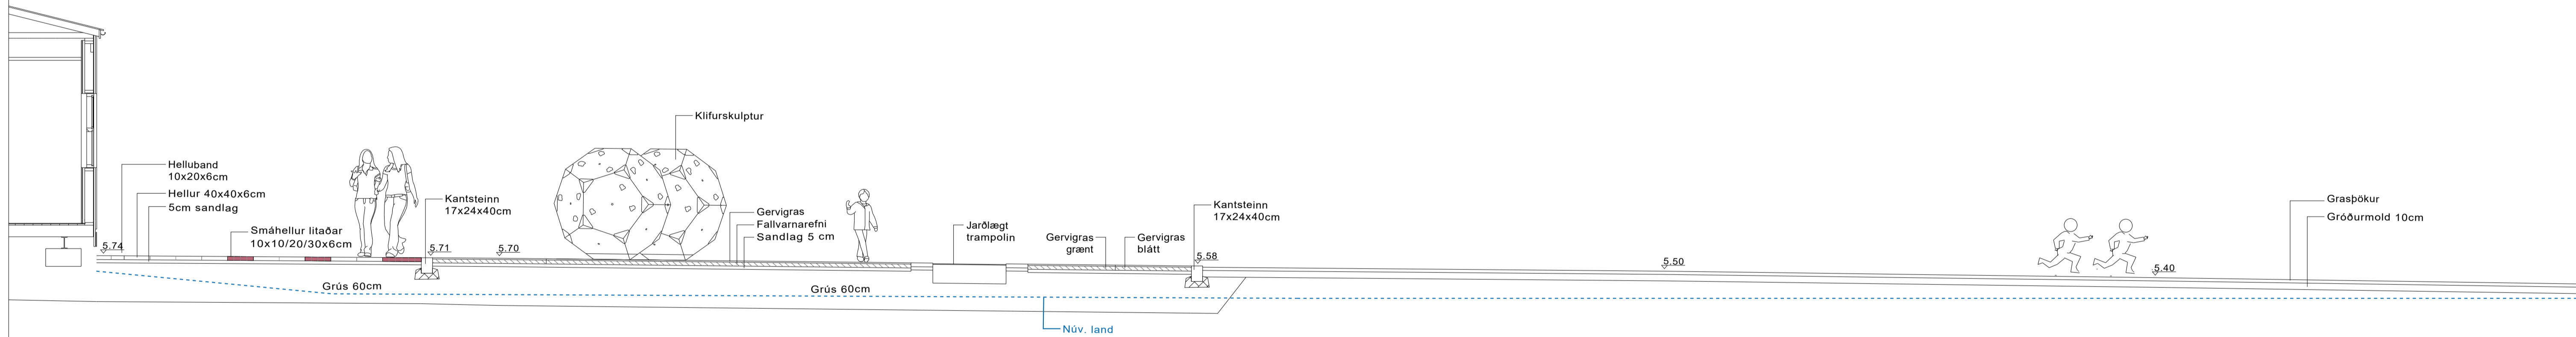 Helluband
10x20x6cm
Hellur 40x40x6cm
5cm sandlag
5.74
Smáhellur litaðar
10x10/20/30x6cm
Grús 60cm
Kantsteinn
17x24x40cm
5.71
5.70
Klifurskulptur
Gervigras
Fallvarnarefni
Sandlag 5 cm
Grús 60cm
Jarðlægt
trampolin
Gervigras
grænt
Gervigras
blátt
Núv. land
Kantsteinn
17x24x40cm
5.58
5.50
5.40
Grasþökur
Gróðurmold 10cm